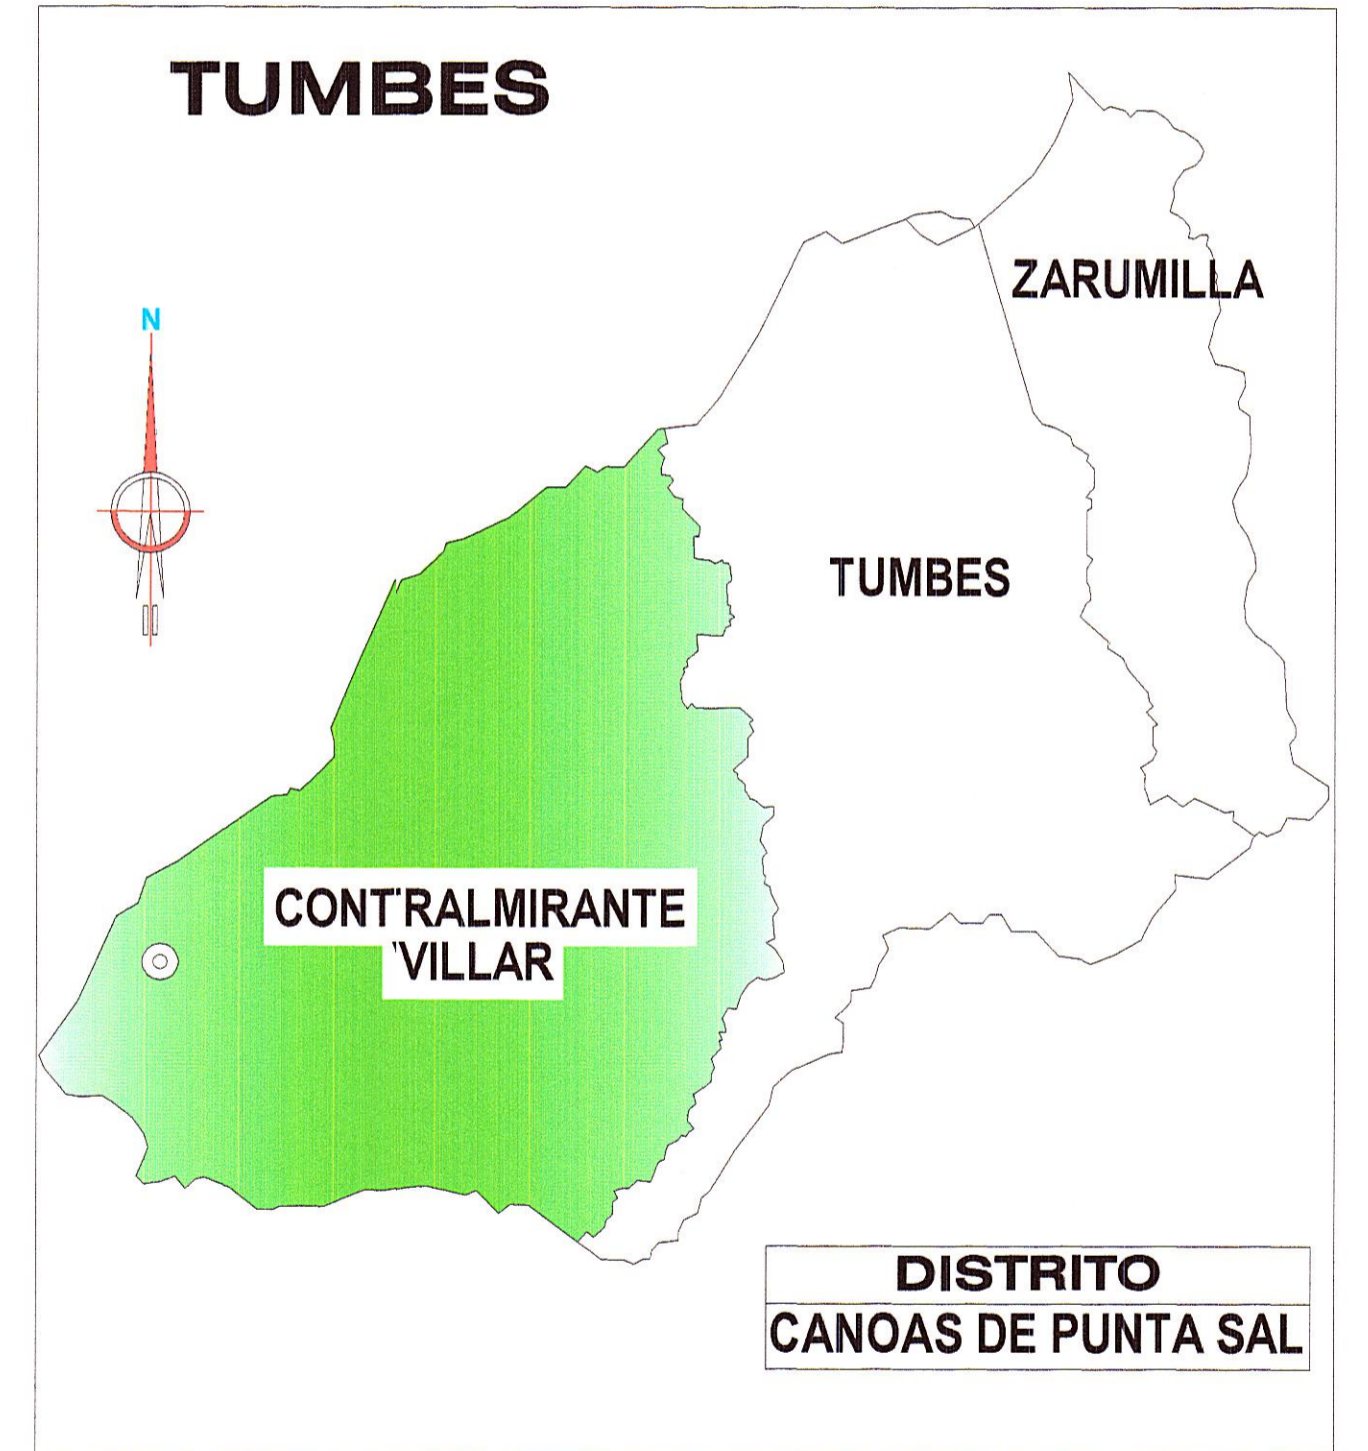 TUMBES
N
ZARUMILLA
TUMBES
CONTRALMIRANTE
VILLAR
DISTRITO
CANOAS DE PUNTA SAL